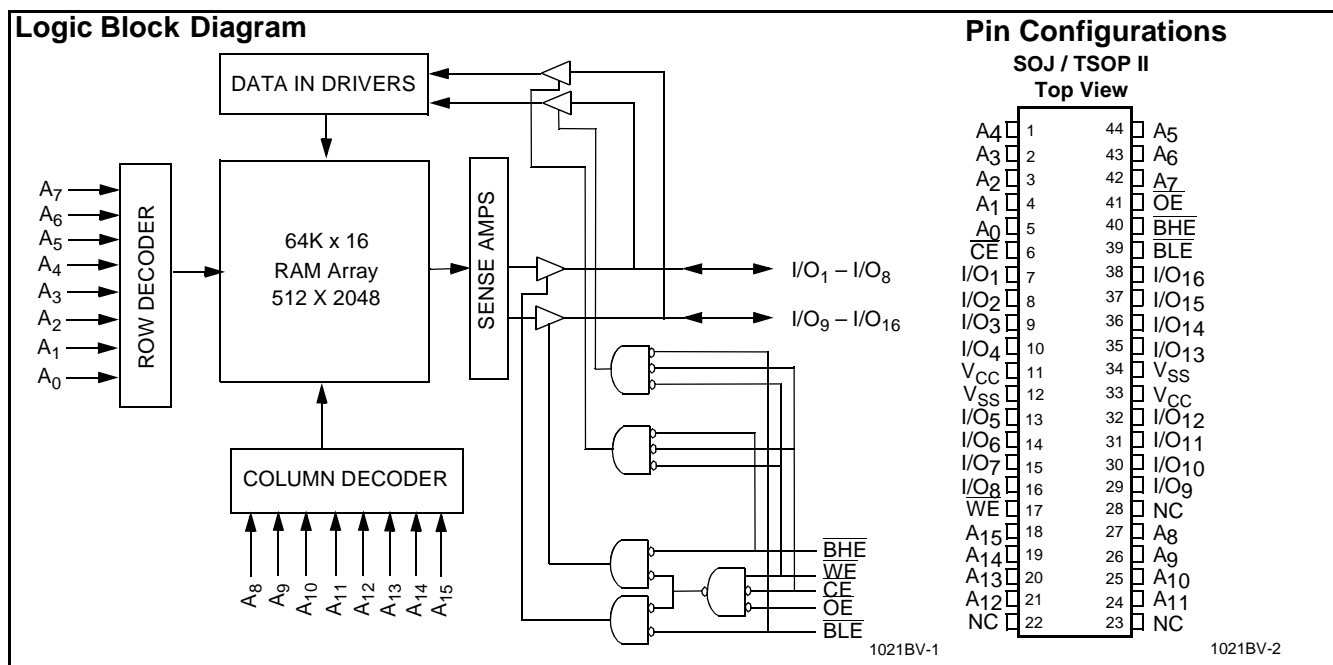 Logic Block Diagram
DATA IN DRIVERS
A7
A6
A5
A4
A3
A2
A1
A0
ROW DECODER
64K x 16
RAM Array
512 X 2048
SENSE AMPS
I/O1 – I/O8
I/O9 – I/O16
COLUMN DECODER
A8
A9
A10
A11
A12
A13
A14
A15
BHE
WE
CE
OE
BLE
1021BV-1
Pin Configurations
SOJ / TSOP II
Top View
A4 1 44 A5
A3 2 43 A6
A2 3 42 A7
A1 4 41 OE
A0 5 40 BHE
CE 6 39 BLE
I/O1 7 38 I/O16
I/O2 8 37 I/O15
I/O3 9 36 I/O14
I/O4 10 35 I/O13
VCC 11 34 VSS
VSS 12 33 VCC
I/O5 13 32 I/O12
I/O6 14 31 I/O11
I/O7 15 30 I/O10
I/O8 16 29 I/O9
WE 17 28 NC
A15 18 27 A8
A14 19 26 A9
A13 20 25 A10
A12 21 24 A11
NC 22 23 NC
1021BV-2